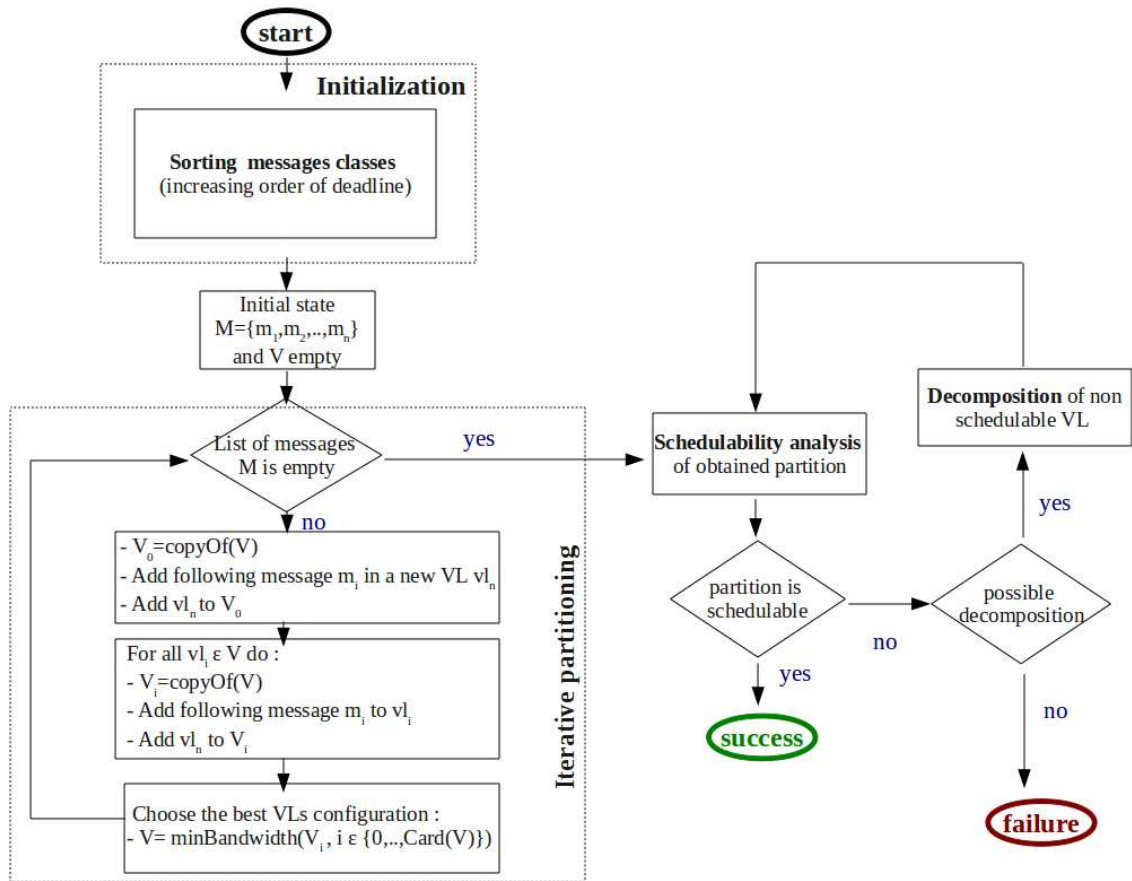 start
Initialization
Sorting messages classes
(increasing order of deadline)
Initial state
M={m₁,m₂,..,mₙ}
and V empty
List of messages
M is empty
yes
no
- V₀=copyOf(V)
- Add following message mᵢ in a new VL vlₙ
- Add vlₙ to V₀
For all vlᵢ ε V do :
- Vᵢ=copyOf(V)
- Add following message mᵢ to vlᵢ
- Add vlₙ to Vᵢ
Choose the best VLs configuration :
- V= minBandwidth(Vᵢ , i ε {0,..,Card(V)})
Iterative partitioning
Schedulability analysis
of obtained partition
partition is
schedulable
yes
success
no
possible
decomposition
yes
Decomposition of non
schedulable VL
no
failure